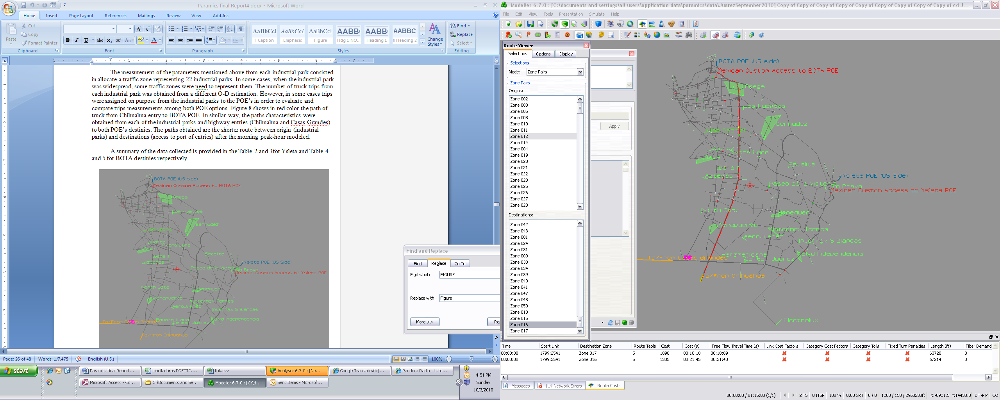 Paramics final Report4.docx - Microsoft Word
Home Insert Page Layout References Mailings Review View Add-Ins
Paste
Cut
Copy
Format Painter
Clipboard
Font
Paragraph
AaBbCcI AaBbCcI AaBbCcI AABBC AABBC AABBC
¶ Caption Emphasis Figure Hdg 1 NO... Heading 1 ¶ Heading 2
Change Styles
Styles
Find
Replace
Select
Editing
The measurement of the parameters mentioned above from each industrial park consisted
in allocate a traffic zone representing 22 industrial parks. In some cases, when the industrial park
was widespread, some traffic zones were need to represent them. The number of truck trips from
each industrial park was obtained from a different O-D estimation. However, in some cases trips
were assigned on purpose from the industrial parks to the POE's in order to evaluate and
compare trips measurements among both POE options. Figure 8 shows in red color the path of
truck from Chihuahua entry to BOTA POE. In similar way, the paths characteristics were
obtained from each of the industrial parks and highway entries (Chihuahua and Casas Grandes)
to both POE's destinies. The paths obtained are the shorter route between origin (industrial
parks) and destinations (access to port of entries) after the morning peak-hour modeled.
A summary of the data collected is provided in the Table 2 and 3for Ysleta and Table 4
and 5 for BOTA destinies respectively.
BOTA POE (US side)
Mexican Custom Access to BOTA POE
Omega
Las Fuentes
Bermudez
Juarez
Rivera Lara
Gema
Gema I
Aztecas
Satelite
Ysleta POE (US Side)
Paseo de la Victoria
Rio Bravo
Mexican Custom Access to Ysleta POE
North Gate
Henequen
Aeropuerto
Intermex Torres
AeroJuarez
Intermex S Blancas
Panamericana
Blvd Independencia
Center Juarez
To/From Casas Grandes
To/from Chihuahua
Find and Replace
Find Replace Go To
Find what: FIGURE
Replace with: Figure
More >>
Rep
Page: 26 of 48 Words: 1/7,475 English (U.S.) 100%
start
Paramics final Report... mauiladoras POETT2.... link.csv Analyser 6.7.0 : [Ne... Google Translate#fr|... Pandora Radio - Liste...
Microsoft Access - Co... C:\Documents and Se... Modeller 6.7.0 : [C:\d... Sent Items - Microsof...
4:51 PM
Sunday
10/3/2010
Modeller 6.7.0 : [C:\documents and settings\all users\application data\paramics\data\JuarezSeptember2010] Copy of Copy of Copy of Copy of Copy of Copy of Copy of Copy of Copy of Copy of cd J...
File Edit View Tools Presentation Simulate Help
Route Viewer
Selections Options Display
Selections
Mode: Zone Pairs
Zone Pairs
Origins:
Zone 002
Zone 003
Zone 005
Zone 008
Zone 010
Zone 011
Zone 012
Zone 014
Zone 004
Zone 019
Zone 020
Zone 021
Zone 022
Zone 023
Zone 025
Zone 026
Zone 027
Zone 028
Destinations:
Zone 042
Zone 043
Zone 001
Zone 024
Zone 031
Zone 009
Zone 033
Zone 034
Zone 039
Zone 040
Zone 041
Zone 047
Zone 048
Zone 050
Zone 013
Zone 015
Zone 016
Zone 017
Apply
BOTA POE (US side)
Mexican Custom Access to BOTA POE
Omega
Las Fuentes
Bermudez
Juarez
Rivera Lara
Gema
Gema I
Aztecas
Satelite
Ysleta POE (US Side)
Paseo de la Victoria
Rio Bravo
Mexican Custom Access to Ysleta POE
North Gate
Henequen
Aeropuerto
Intermex Torres
AeroJuarez
Intermex S Blancas
Panamericana
Blvd Independencia
Center Juarez
To/From Casas Grandes
To/from Chihuahua
Electrolux
Time Start Link Destination Zone Route Table Cost Cost (s) Free Flow Travel Time (s) Link Cost Factors Category Cost Factors Category Tolls Fixed Turn Penalties Length (ft) Filter Demand
00:00:00 1799:2541 Zone 017 5 1090 00:18:10 00:18:09 63720 0
00:00:00 1799:2541 Zone 016 5 1305 00:21:45 00:21:40 67214 0
Messages 114 Network Errors Route Costs
00:00:00 / 01:15:00 (1/1) 2 TS 0 ITSP 100 % 0.00 xRT 0 / 0 1280 / 158 / 2960238ft X:-8921.5 Y:14433.0 DF + P CO